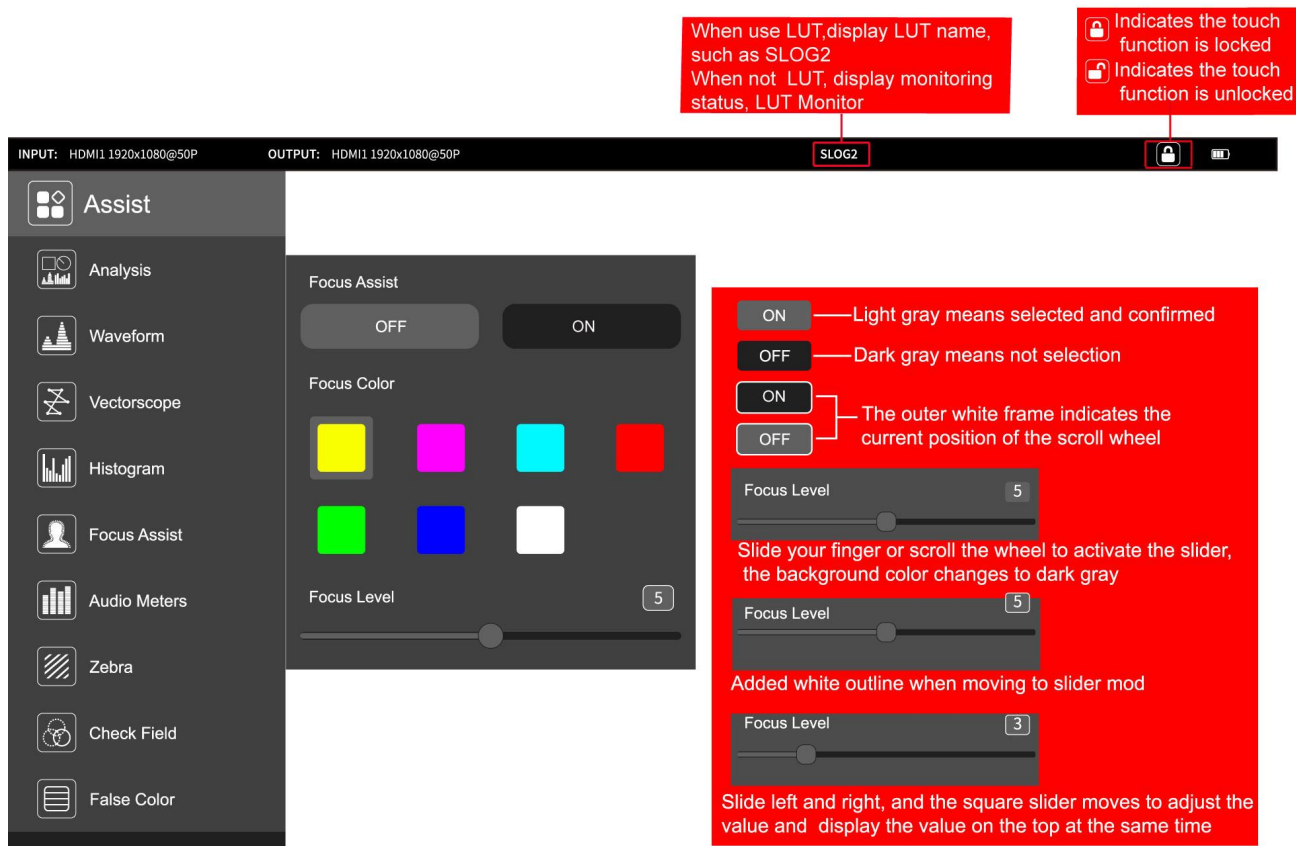 When use LUT,display LUT name,
such as SLOG2
When not LUT, display monitoring
status, LUT Monitor
Indicates the touch
function is locked
Indicates the touch
function is unlocked
INPUT: HDMI1 1920x1080@50P OUTPUT: HDMI1 1920x1080@50P SLOG2
Assist
Analysis
Waveform
Vectorscope
Histogram
Focus Assist
Audio Meters
Zebra
Check Field
False Color
Focus Assist
OFF ON
Focus Color
Focus Level 5
ON Light gray means selected and confirmed
OFF Dark gray means not selection
ON
OFF
The outer white frame indicates the
current position of the scroll wheel
Focus Level 5
Slide your finger or scroll the wheel to activate the slider,
the background color changes to dark gray
Focus Level 5
Added white outline when moving to slider mod
Focus Level 3
Slide left and right, and the square slider moves to adjust the
value and display the value on the top at the same time